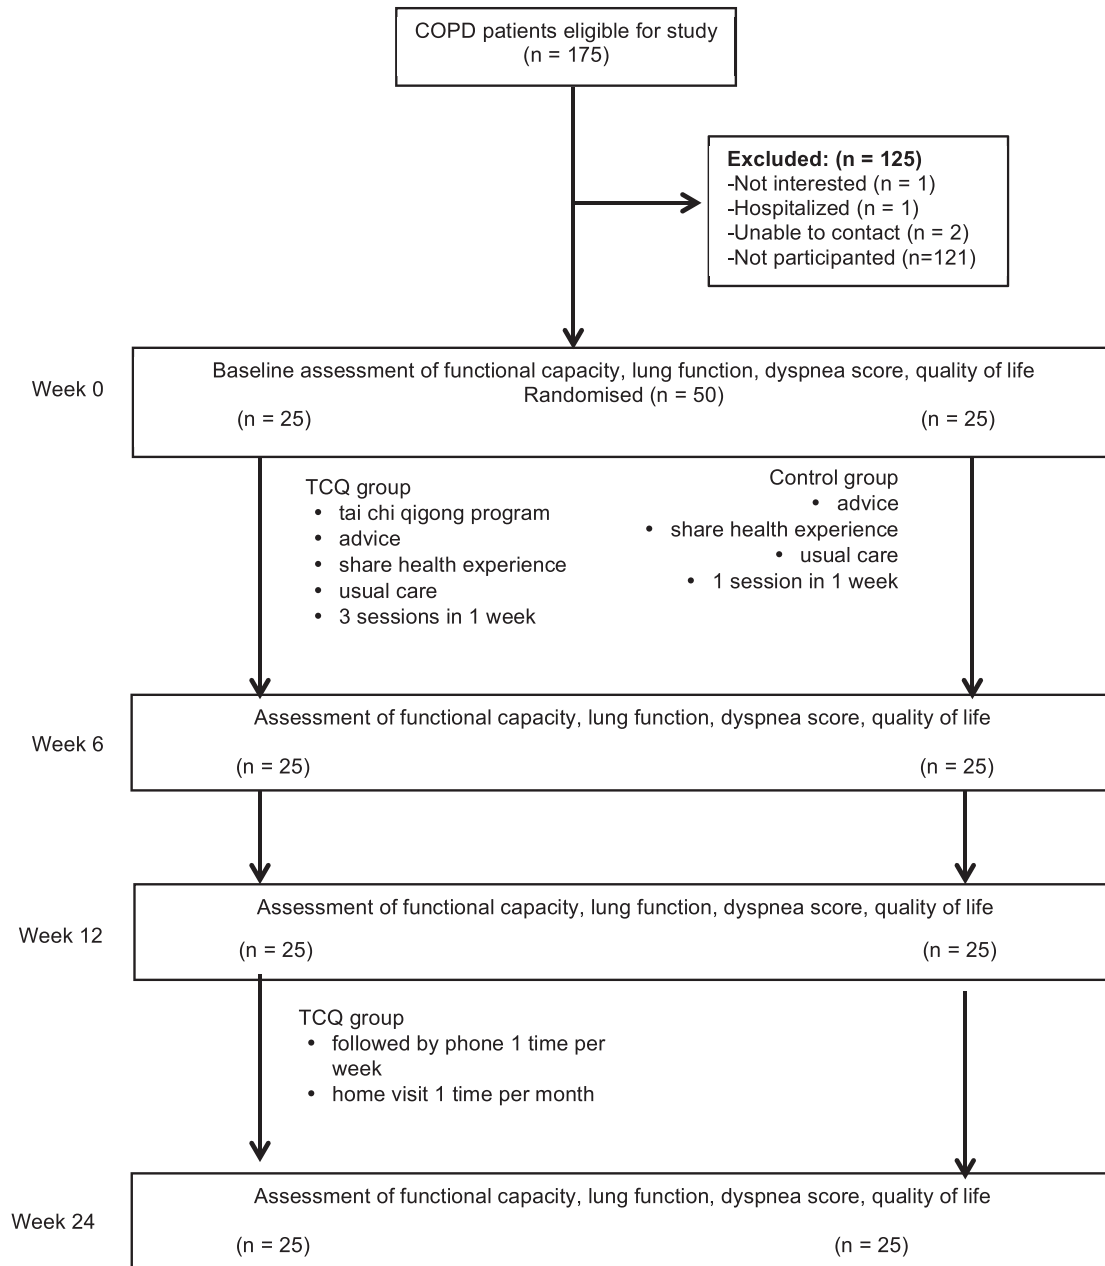 COPD patients eligible for study
(n = 175)
Excluded: (n = 125)
-Not interested (n = 1)
-Hospitalized (n = 1)
-Unable to contact (n = 2)
-Not participanted (n=121)
Week 0
Baseline assessment of functional capacity, lung function, dyspnea score, quality of life
Randomised (n = 50)
(n = 25)
(n = 25)
TCQ group
• tai chi qigong program
• advice
• share health experience
• usual care
• 3 sessions in 1 week
Control group
• advice
• share health experience
• usual care
• 1 session in 1 week
Week 6
Assessment of functional capacity, lung function, dyspnea score, quality of life
(n = 25)
(n = 25)
Week 12
Assessment of functional capacity, lung function, dyspnea score, quality of life
(n = 25)
(n = 25)
TCQ group
• followed by phone 1 time per
week
• home visit 1 time per month
Week 24
Assessment of functional capacity, lung function, dyspnea score, quality of life
(n = 25)
(n = 25)